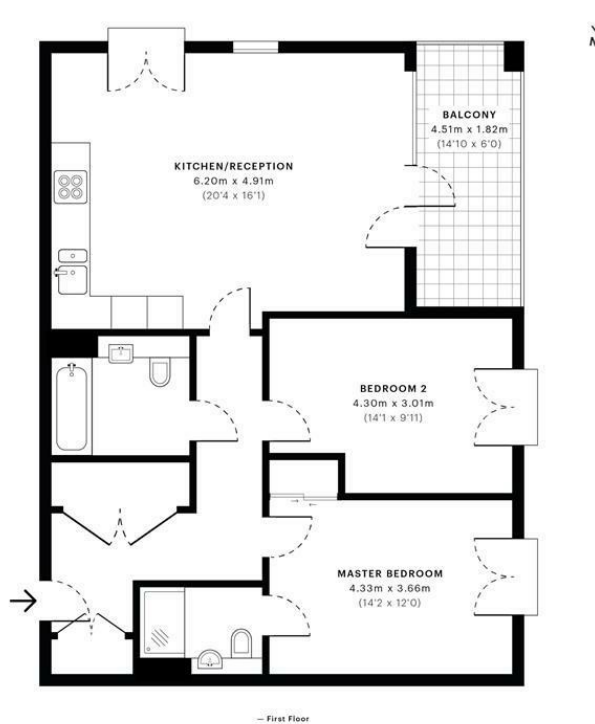 BALCONY
4.51m x 1.82m
(14'10 x 6'0)
KITCHEN/RECEPTION
6.20m x 4.91m
(20'4 x 16'1)
BEDROOM 2
4.30m x 3.01m
(14'1 x 9'11)
MASTER BEDROOM
4.33m x 3.66m
(14'2 x 12'0)
— First Floor